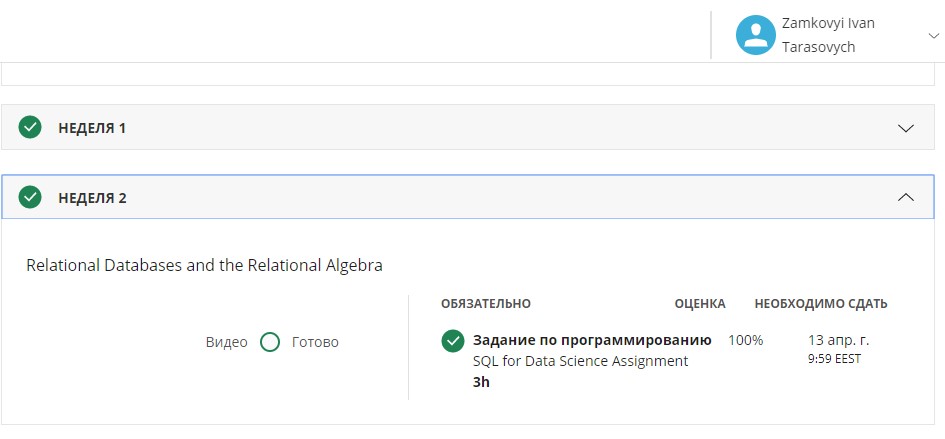 Zamkovyi Ivan
Tarasovych
НЕДЕЛЯ 1
НЕДЕЛЯ 2
Relational Databases and the Relational Algebra
Видео Готово
ОБЯЗАТЕЛЬНО ОЦЕНКА НЕОБХОДИМО СДАТЬ
Задание по программированию 100% 13 апр. г.
SQL for Data Science Assignment 9:59 EEST
3h